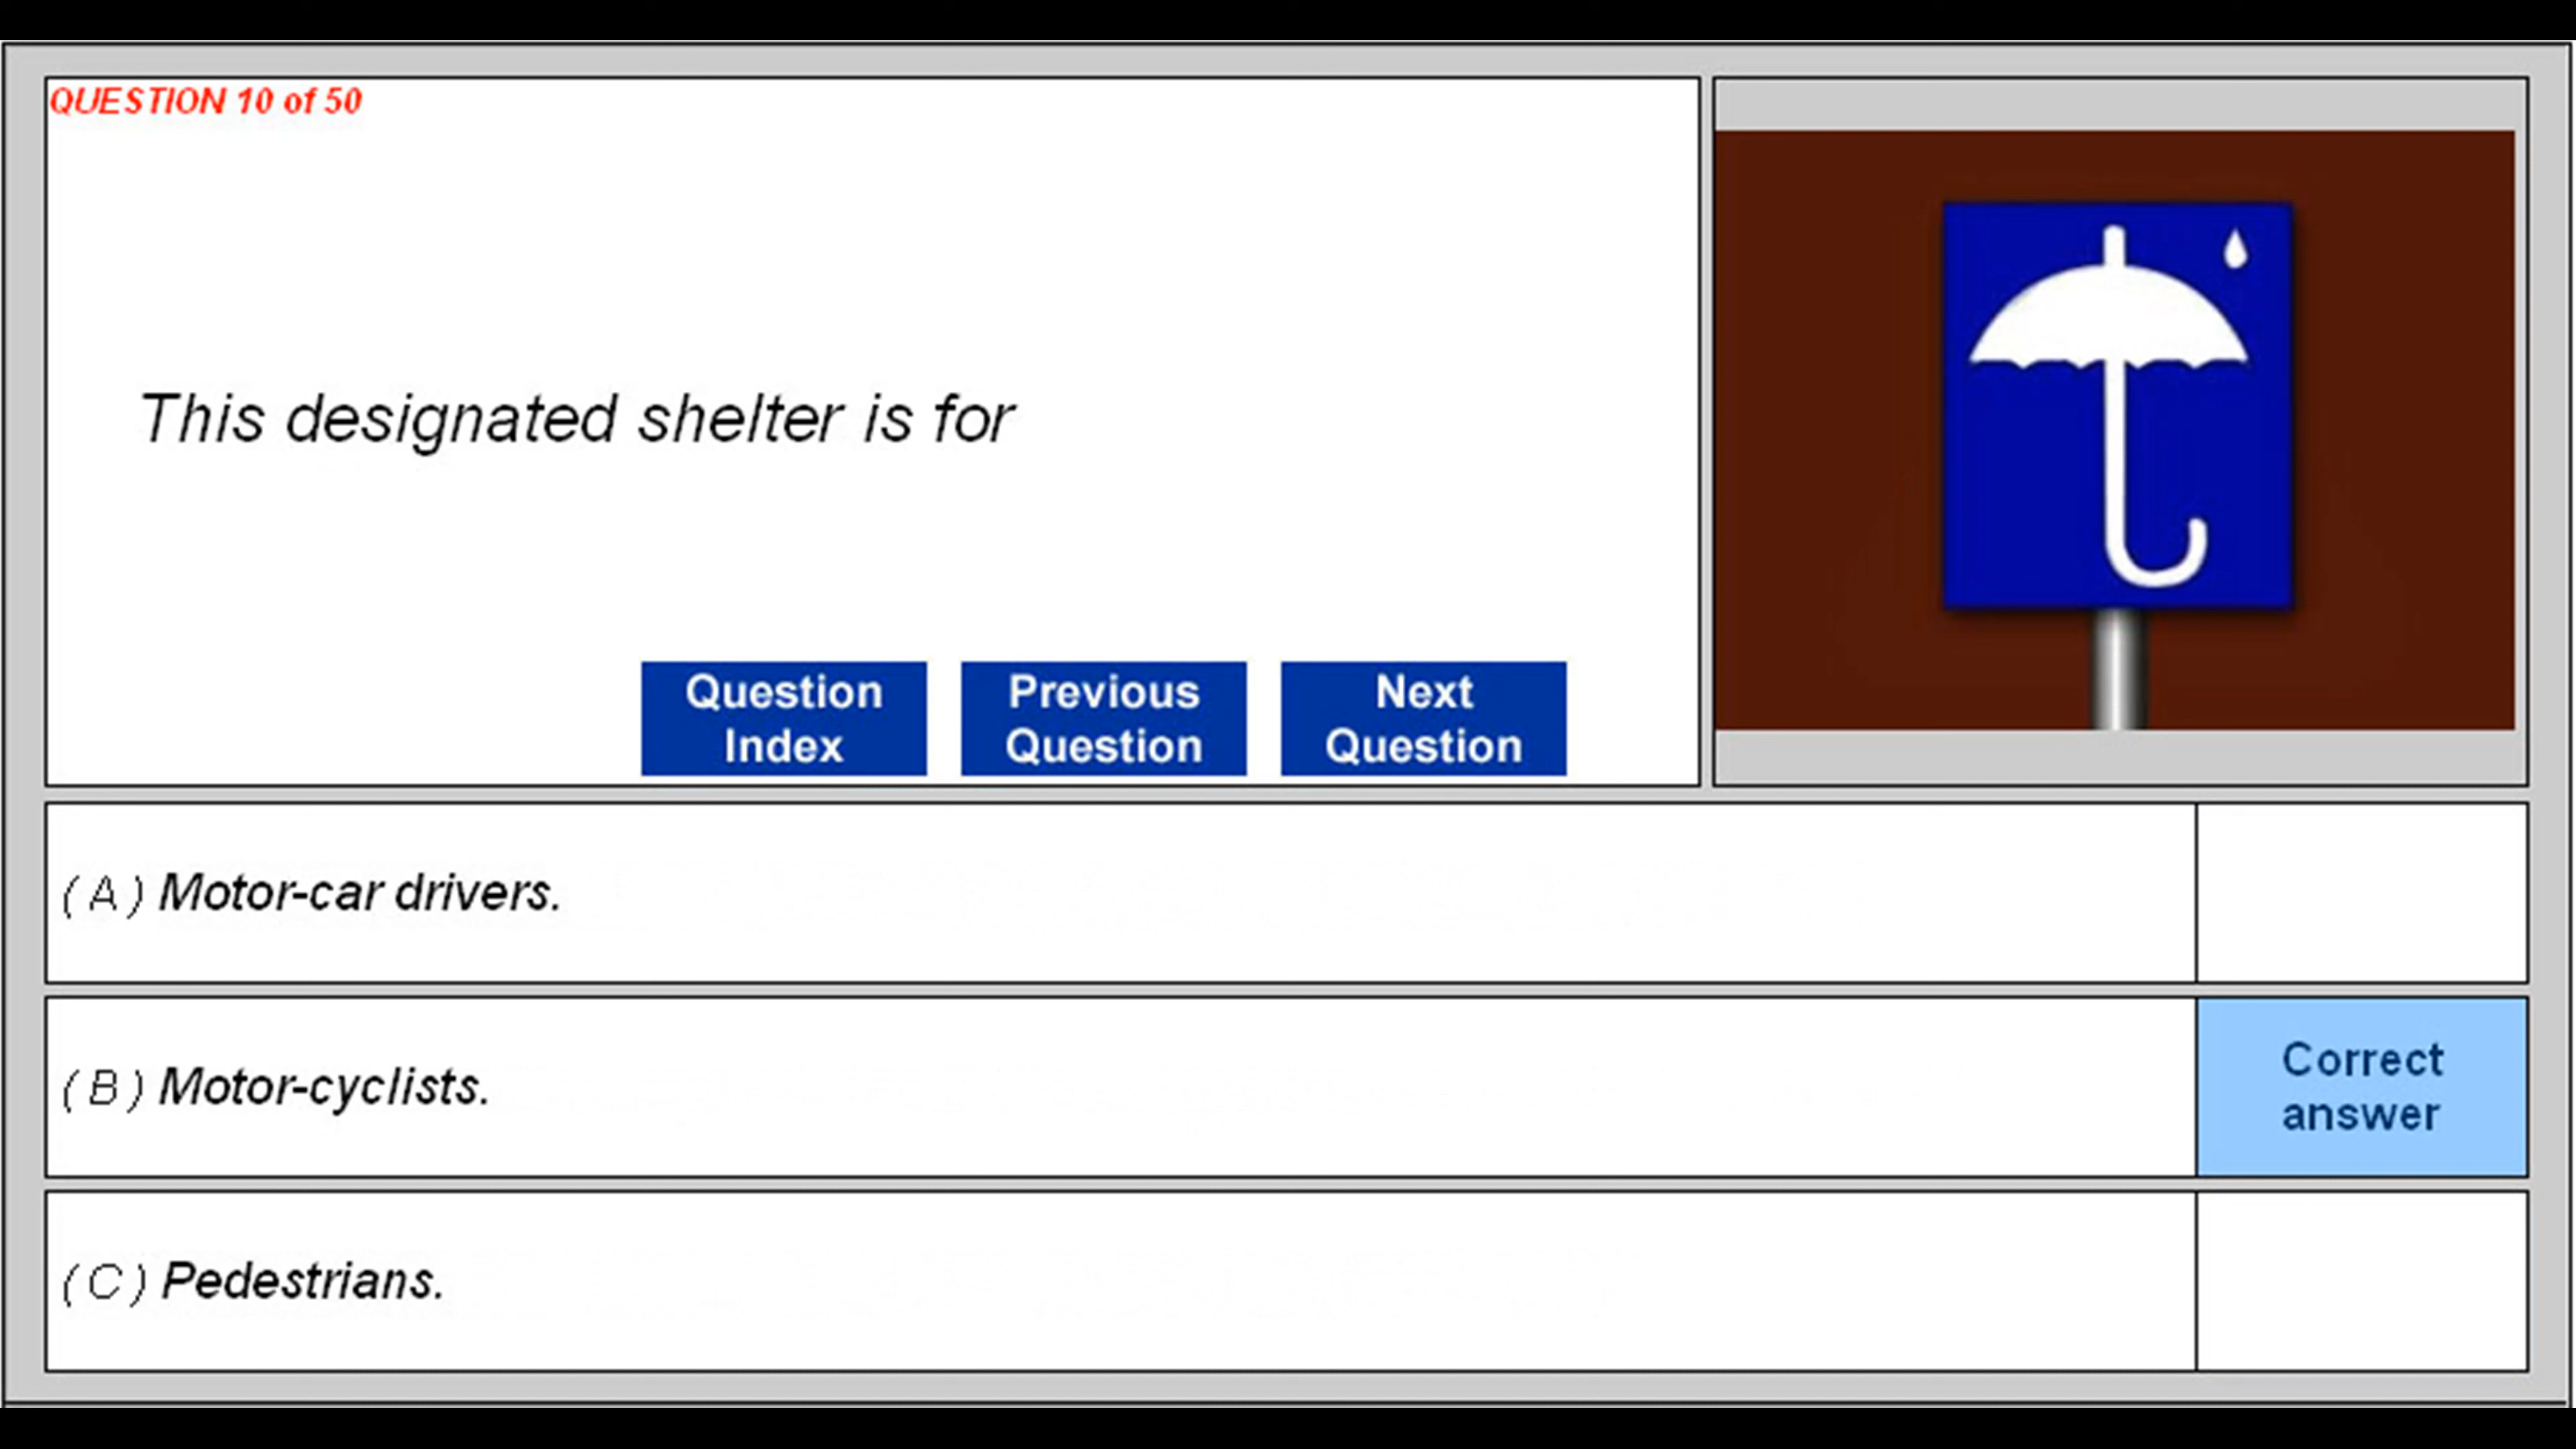 QUESTION 10 of 50
This designated shelter is for
Question
Index
Previous
Question
Next
Question
(A) Motor-car drivers.
(B) Motor-cyclists.
Correct
answer
(C) Pedestrians.